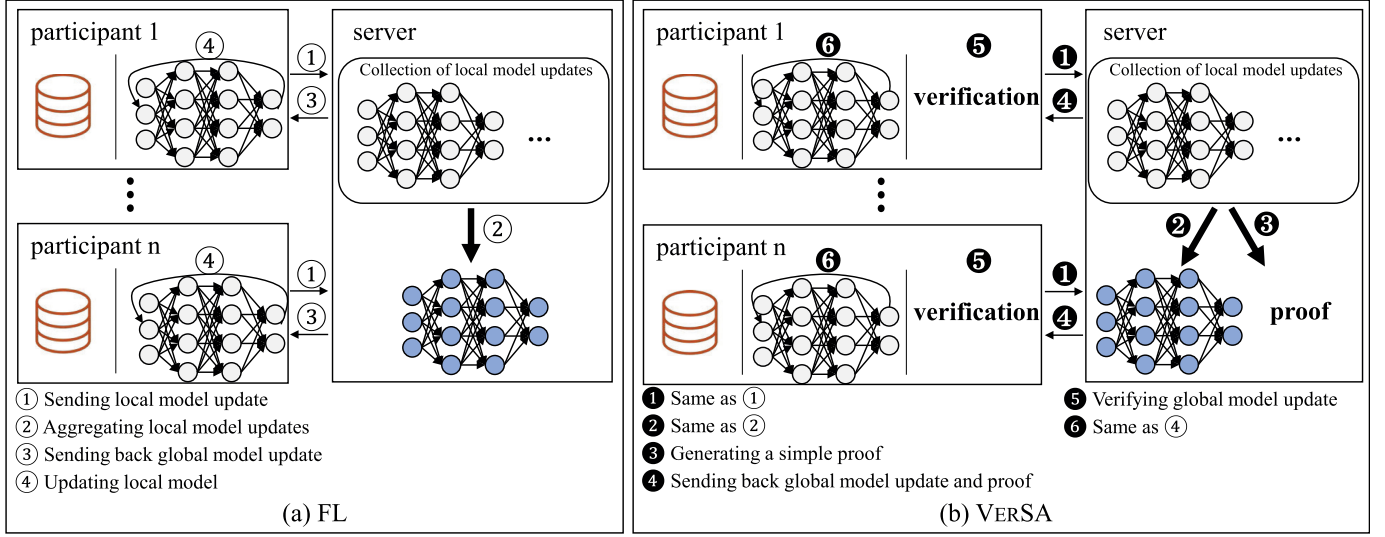 participant 1
④
①
③
server
Collection of local model updates
...
②
participant n
④
①
③
① Sending local model update
② Aggregating local model updates
③ Sending back global model update
④ Updating local model
(a) FL
participant 1
❻
❺
verification
❶
❹
server
Collection of local model updates
...
❷
❸
participant n
❻
❺
verification
❶
❹
proof
❶ Same as ①
❷ Same as ②
❸ Generating a simple proof
❹ Sending back global model update and proof
❺ Verifying global model update
❻ Same as ④
(b) VERSA